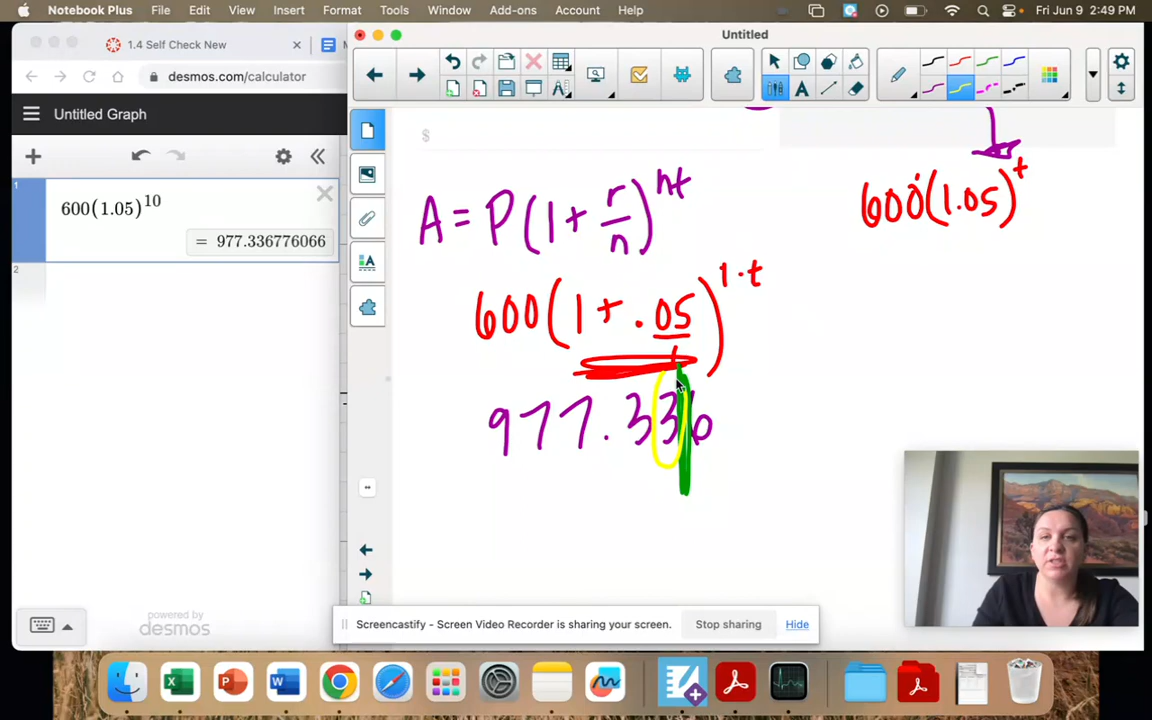 Notebook Plus File Edit View Insert Format Tools Window Add-ons Account Help Fri Jun 9 2:49 PM
1.4 Self Check New
desmos.com/calculator
Untitled Graph
1
600(1.05)^10
= 977.336776066
2
powered by
desmos
Untitled
$
A = P(1 + r/n)^nt
600(1.05)^t
600(1 + .05)^1·t
977.336
Screencastify - Screen Video Recorder is sharing your screen. Stop sharing Hide